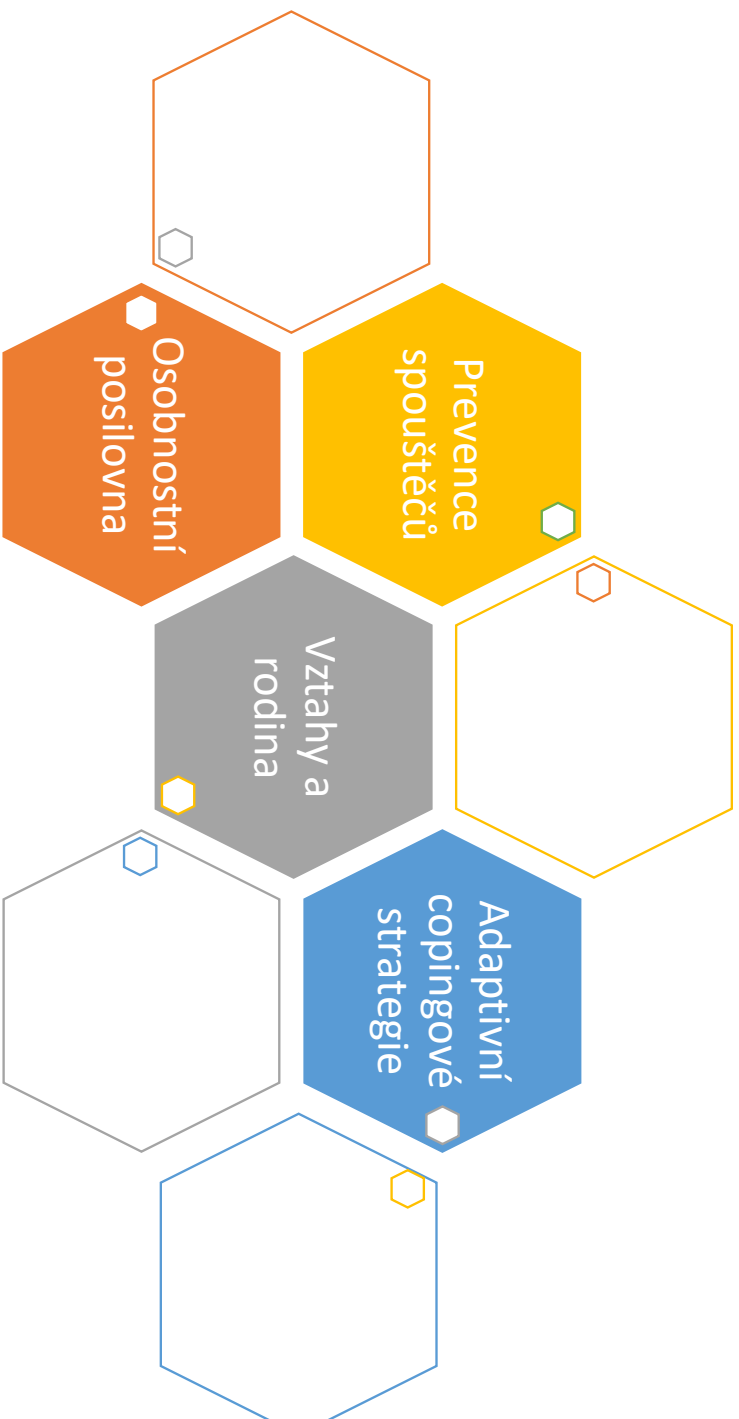 Prevence
spouštěčů
Osobnostní
posilovna
Vztahy a
rodina
Adaptivní
copingové
strategie